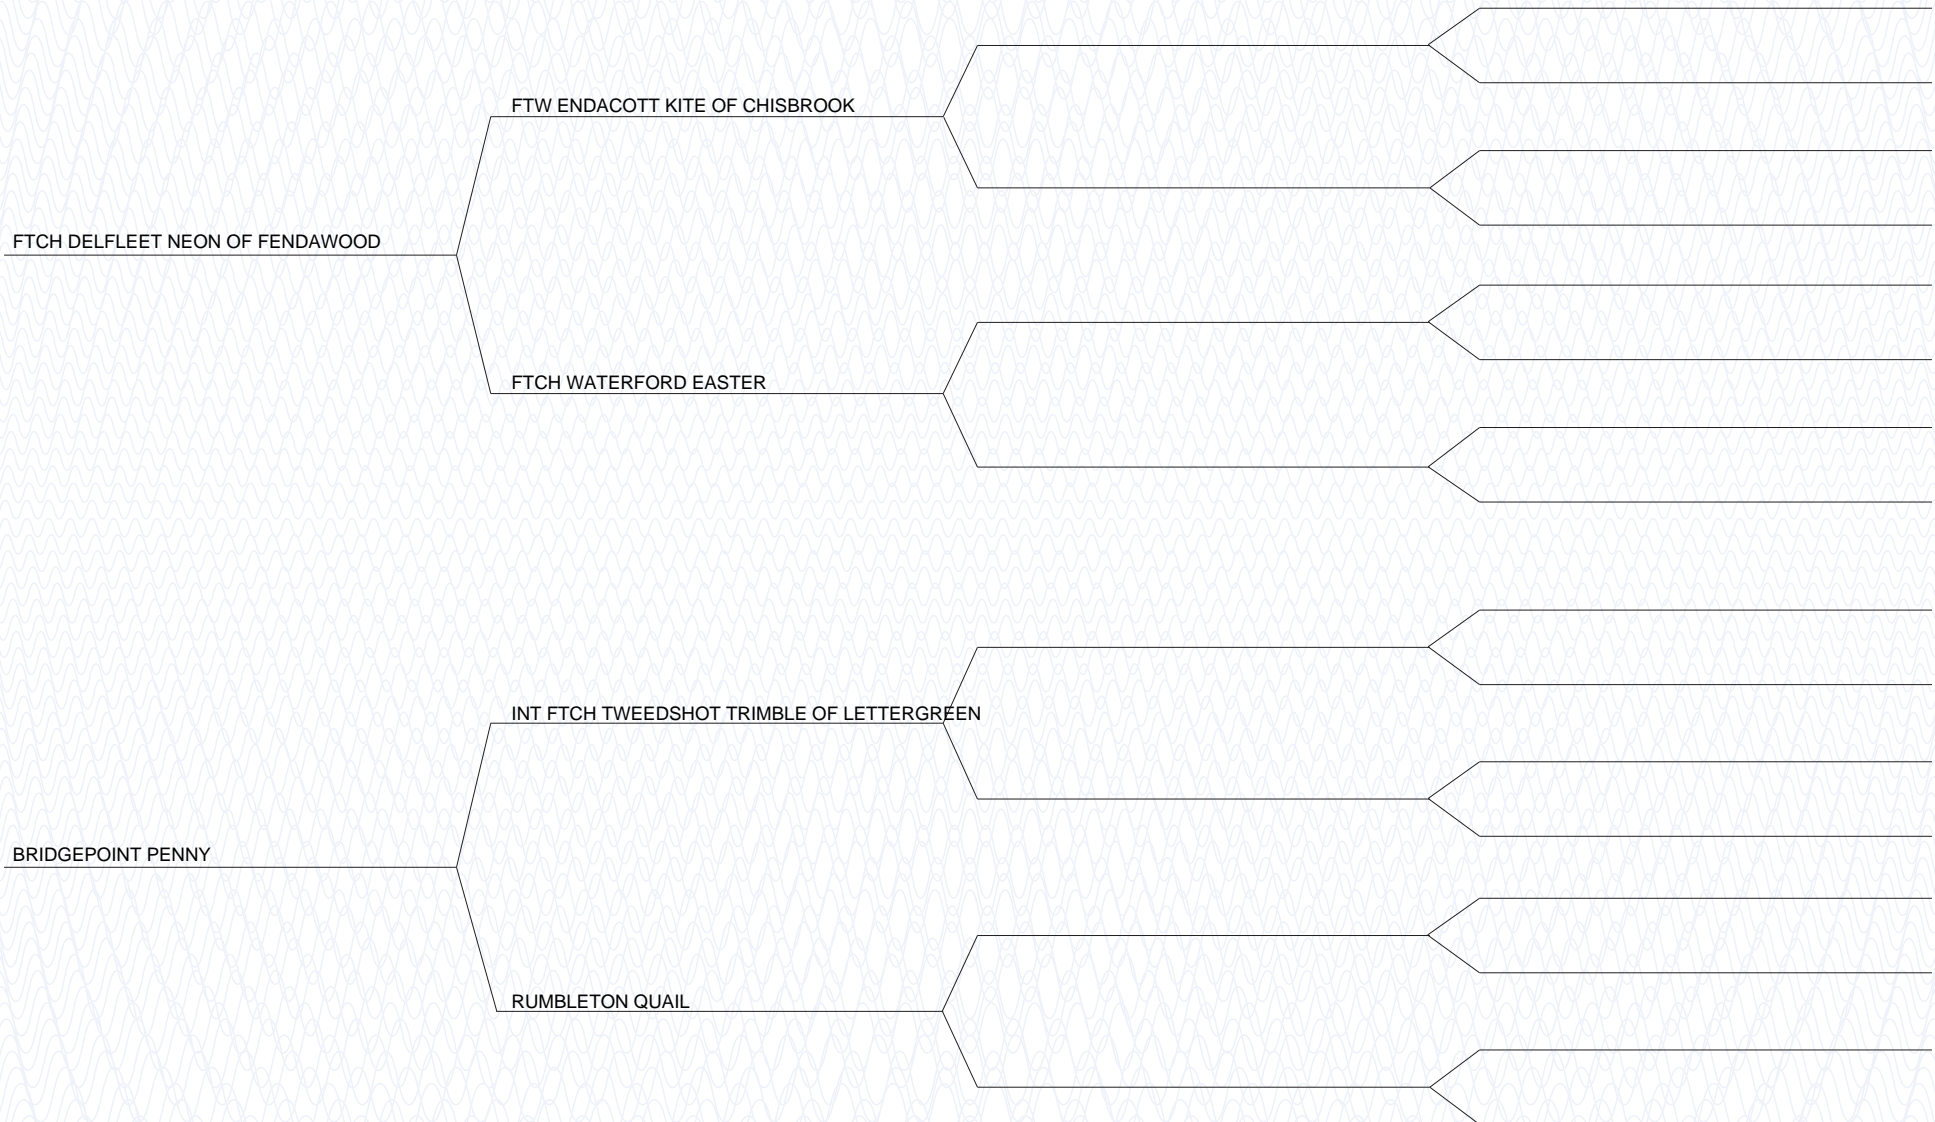 FTW ENDACOTT KITE OF CHISBROOK
FTCH DELFLEET NEON OF FENDAWOOD
FTCH WATERFORD EASTER
INT FTCH TWEEDSHOT TRIMBLE OF LETTERGREEN
BRIDGEPOINT PENNY
RUMBLETON QUAIL